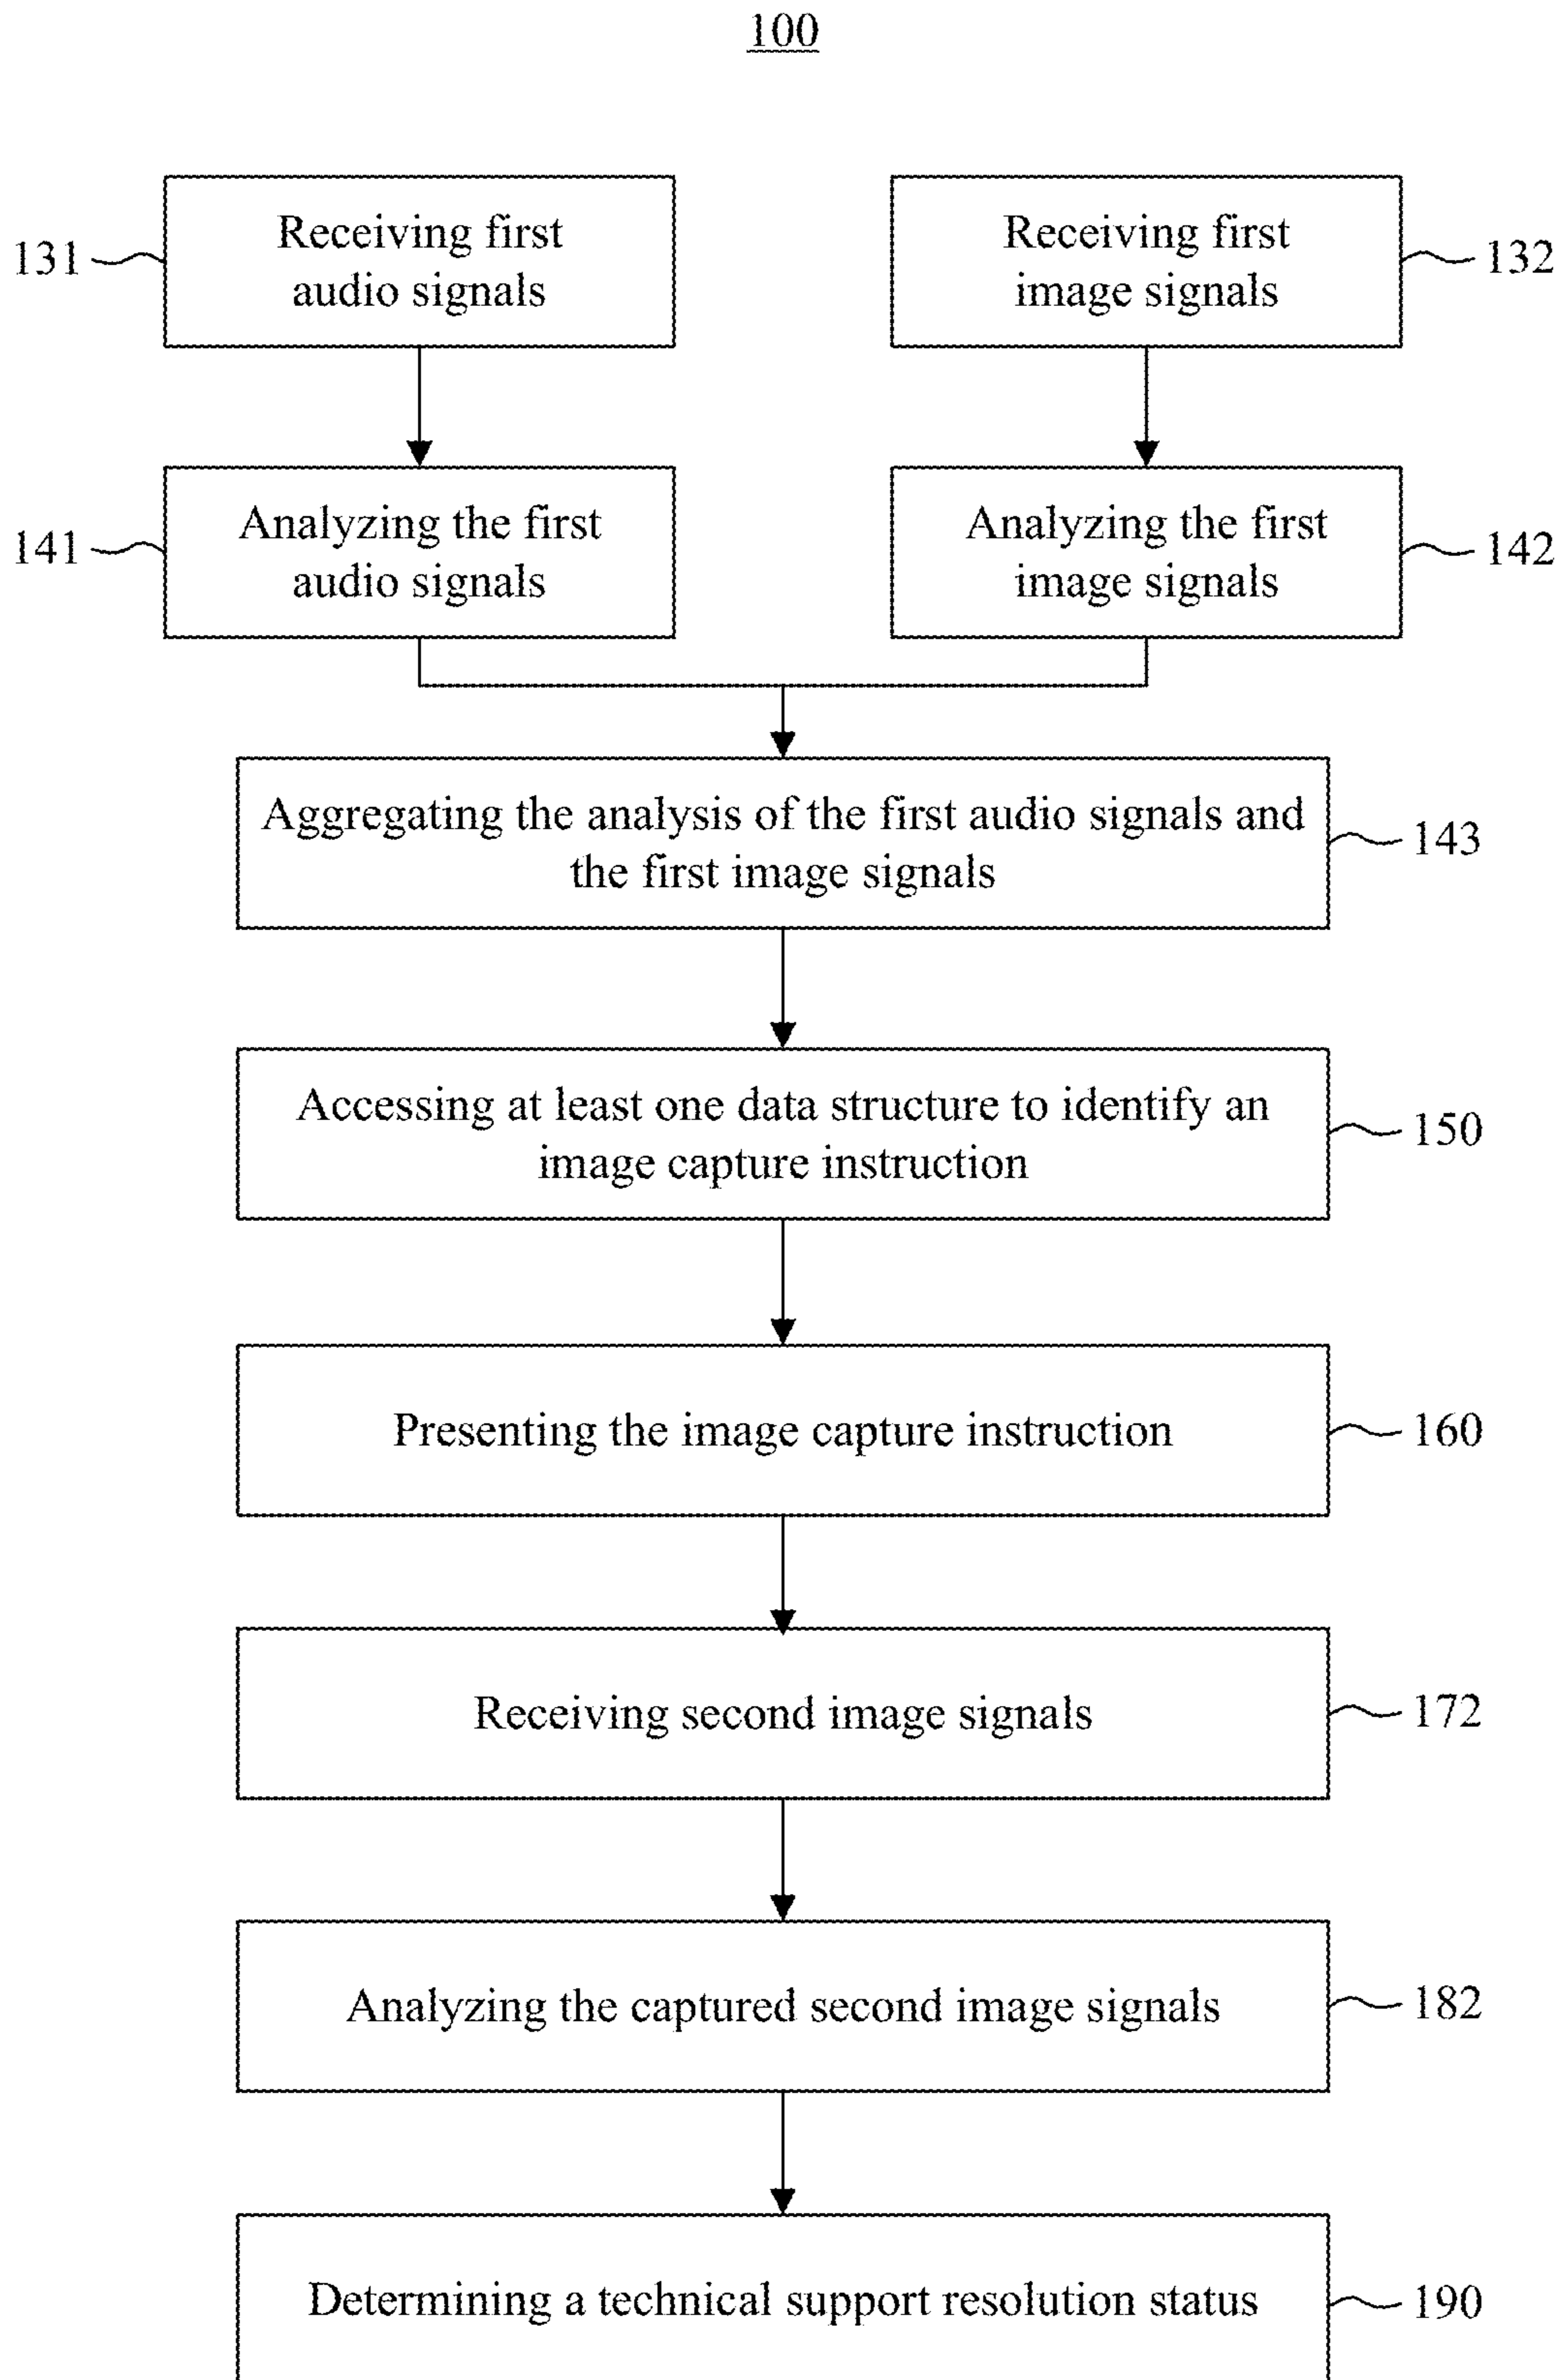 100
Receiving first
audio signals
131
Receiving first
image signals
132
Analyzing the first
audio signals
141
Analyzing the first
image signals
142
Aggregating the analysis of the first audio signals and
the first image signals
143
Accessing at least one data structure to identify an
image capture instruction
150
Presenting the image capture instruction
160
Receiving second image signals
172
Analyzing the captured second image signals
182
Determining a technical support resolution status
190